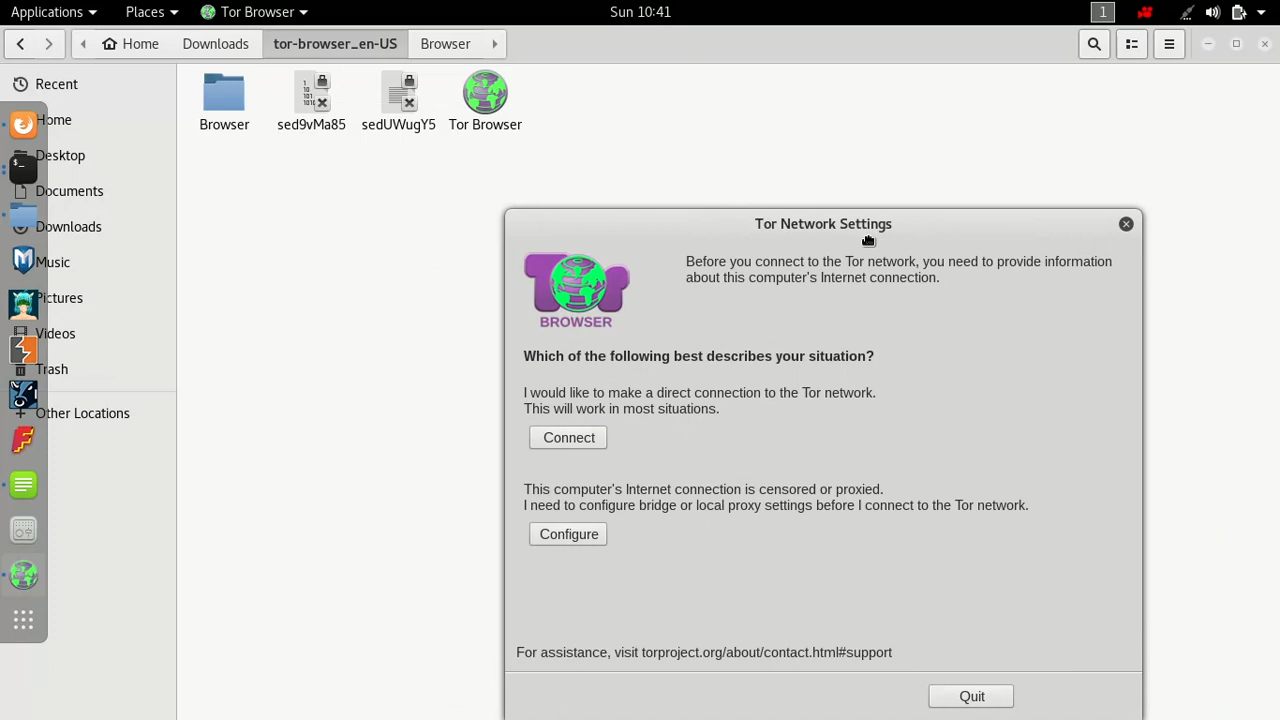 Applications Places Tor Browser Sun 10:41 1
Home Downloads tor-browser_en-US Browser
Recent
Home
Desktop
Documents
Downloads
Music
Pictures
Videos
Trash
Other Locations
Browser sed9vMa85 sedUWugY5 Tor Browser
Tor Network Settings
Tor
BROWSER
Before you connect to the Tor network, you need to provide information
about this computer's Internet connection.
Which of the following best describes your situation?
I would like to make a direct connection to the Tor network.
This will work in most situations.
Connect
This computer's Internet connection is censored or proxied.
I need to configure bridge or local proxy settings before I connect to the Tor network.
Configure
For assistance, visit torproject.org/about/contact.html#support
Quit